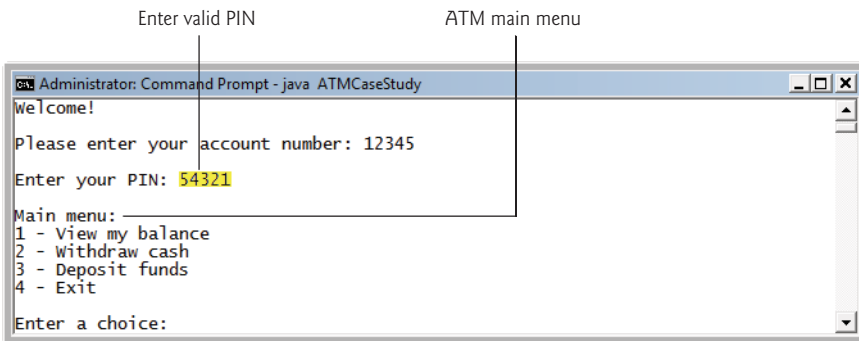 Enter valid PIN
ATM main menu
Administrator: Command Prompt - java ATMCaseStudy
Welcome!
Please enter your account number: 12345
Enter your PIN: 54321
Main menu:
1 - View my balance
2 - Withdraw cash
3 - Deposit funds
4 - Exit
Enter a choice: